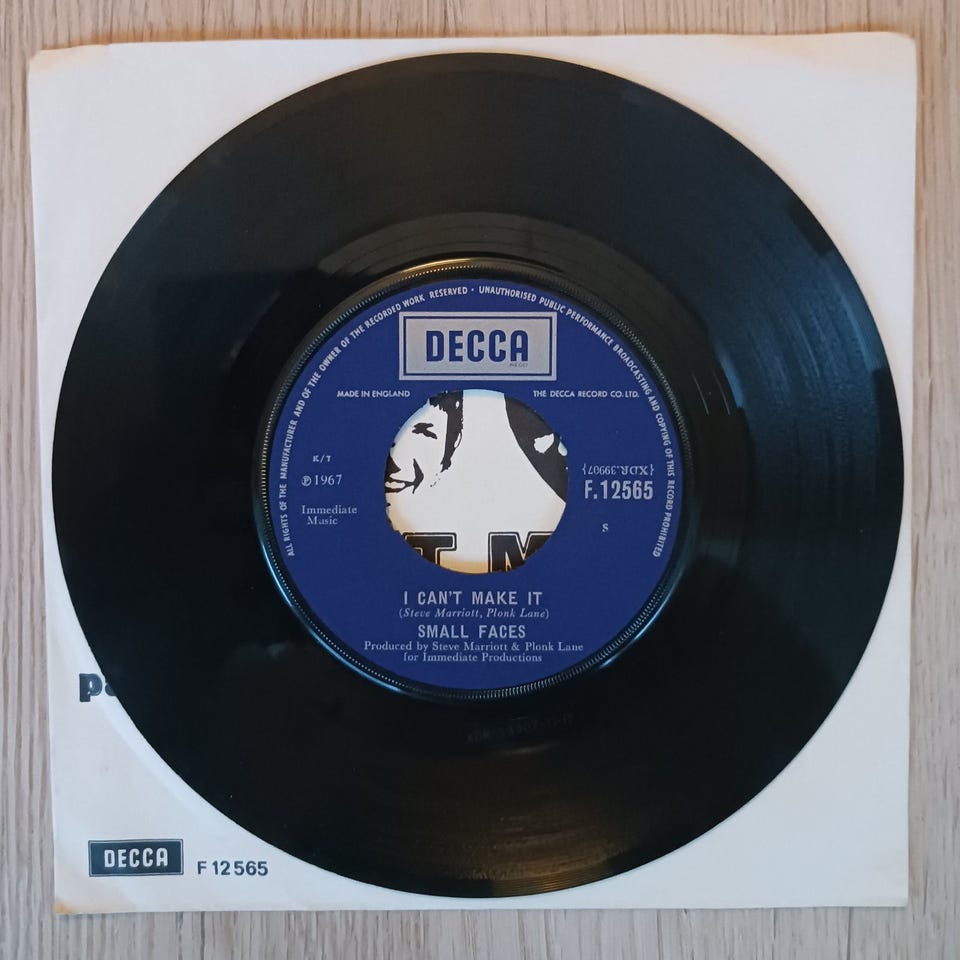 ALL RIGHTS OF THE MANUFACTURER AND OF THE OWNER OF THE RECORDED WORK RESERVED · UNAUTHORISED PUBLIC PERFORMANCE BROADCASTING AND COPYING OF THIS RECORD PROHIBITED
DECCA
MADE IN ENGLAND
THE DECCA RECORD CO. LTD.
K/T
℗ 1967
Immediate
Music
{XDR.39907}
F.12565
S
T M
I CAN'T MAKE IT
(Steve Marriott, Plonk Lane)
SMALL FACES
Produced by Steve Marriott & Plonk Lane
for Immediate Productions
DECCA F 12565